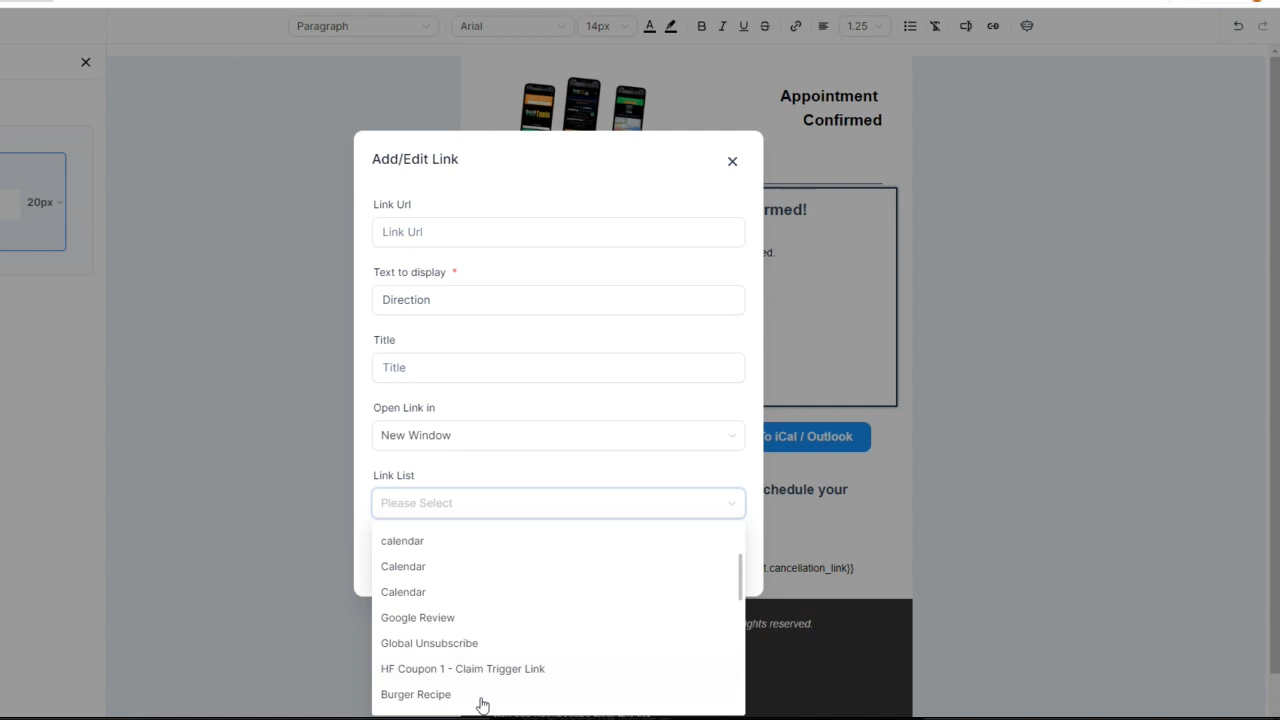 Paragraph
Arial
14px
A
B
I
U
S
1.25
20px
Appointment
Confirmed
rmed!
ed.
To iCal / Outlook
chedule your
t.cancellation_link}}
ghts reserved.
Add/Edit Link
Link Url
Link Url
Text to display *
Direction
Title
Title
Open Link in
New Window
Link List
Please Select
calendar
Calendar
Calendar
Google Review
Global Unsubscribe
HF Coupon 1 - Claim Trigger Link
Burger Recipe